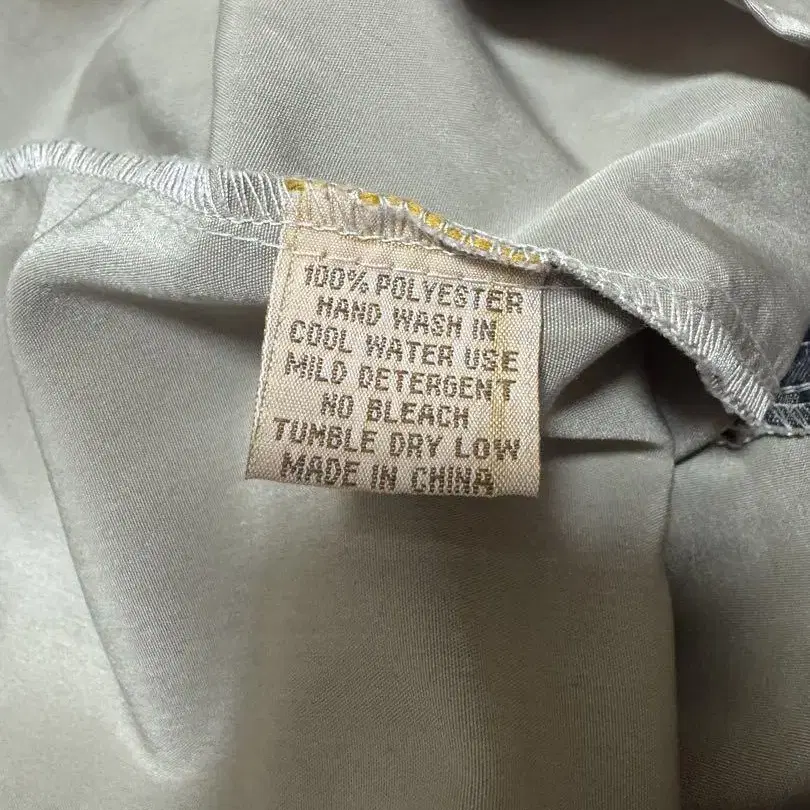 100% POLYESTER
HAND WASH IN
COOL WATER USE
MILD DETERGENT
NO BLEACH
TUMBLE DRY LOW
MADE IN CHINA